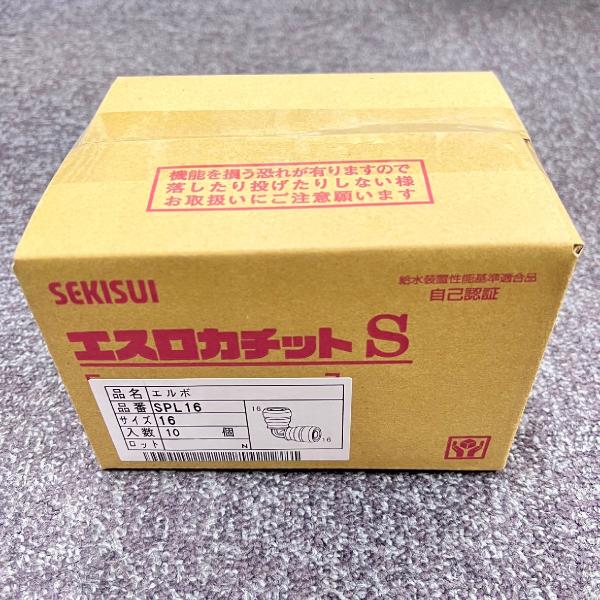 機能を損う恐れが有りますので
落したり投げたりしない様
お取扱いにご注意願います
SEKISUI
給水装置性能基準適合品
自己認証
エスロカチットS
品名 エルボ
品番 SPL16
サイズ 16
入数 10 個
ロット N
16
16